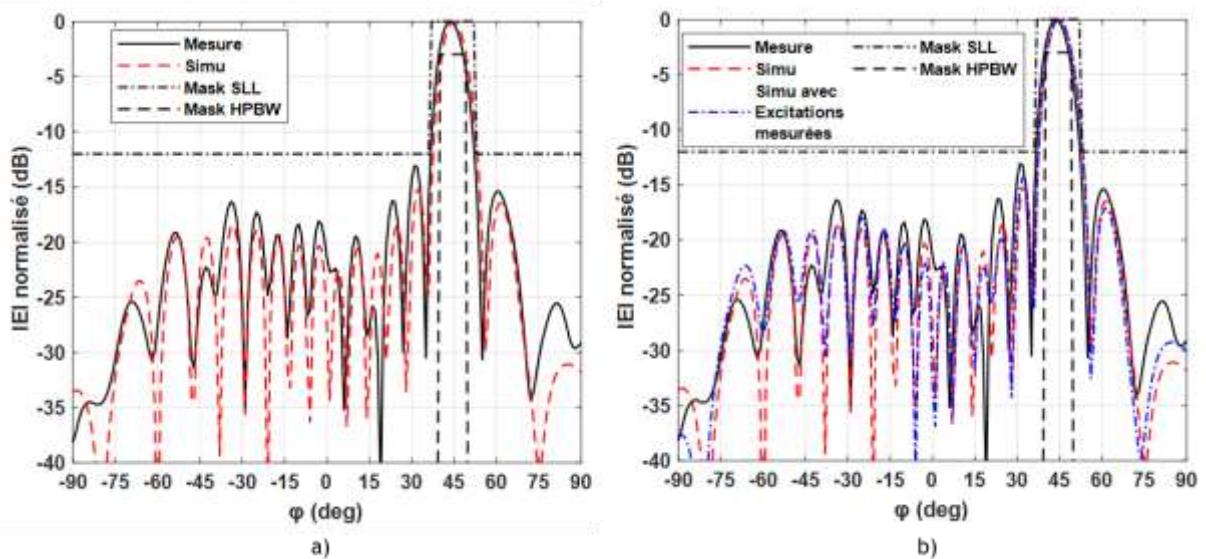 0
-5
-10
-15
-20
-25
-30
-35
-40
IEI normalisé (dB)
Mesure
Simu
Mask SLL
Mask HPBW
-90 -75 -60 -45 -30 -15 0 15 30 45 60 75 90
φ (deg)
a)
0
-5
-10
-15
-20
-25
-30
-35
-40
IEI normalisé (dB)
Mesure
Simu
Simu avec
Excitations
mesurées
Mask SLL
Mask HPBW
-90 -75 -60 -45 -30 -15 0 15 30 45 60 75 90
φ (deg)
b)